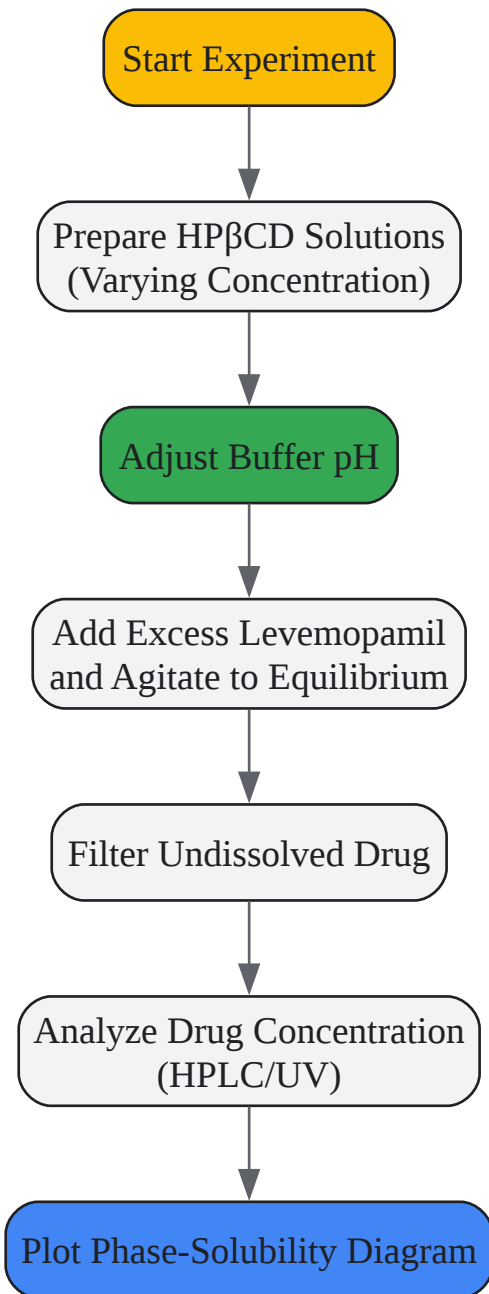 Start Experiment
Prepare HPβCD Solutions
(Varying Concentration)
Adjust Buffer pH
Add Excess Levemopamil
and Agitate to Equilibrium
Filter Undissolved Drug
Analyze Drug Concentration
(HPLC/UV)
Plot Phase-Solubility Diagram